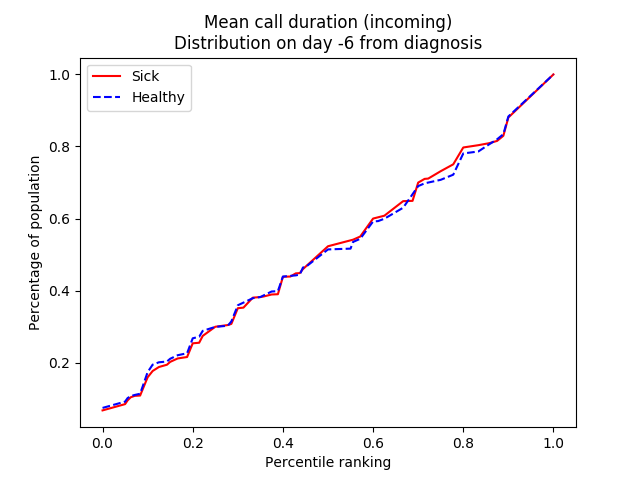 Mean call duration (incoming)
Distribution on day -6 from diagnosis
Sick
Healthy
Percentage of population
1.0
0.8
0.6
0.4
0.2
0.0 0.2 0.4 0.6 0.8 1.0
Percentile ranking